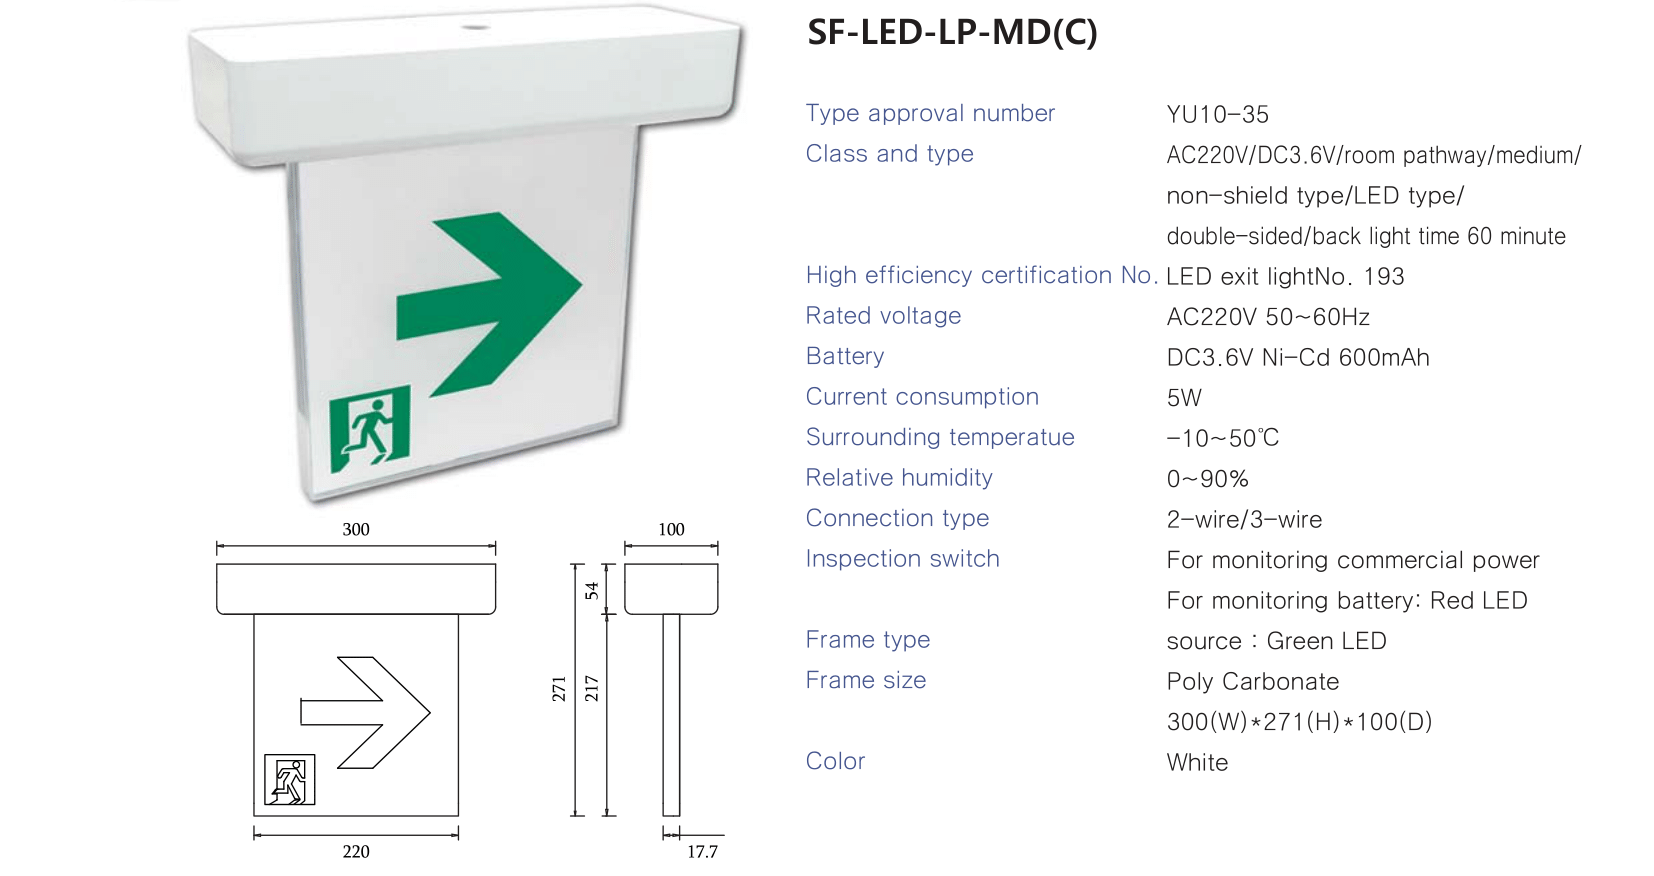 SF-LED-LP-MD(C)
Type approval number YU10-35
Class and type AC220V/DC3.6V/room pathway/medium/
non-shield type/LED type/
double-sided/back light time 60 minute
High efficiency certification No. LED exit lightNo. 193
Rated voltage AC220V 50~60Hz
Battery DC3.6V Ni-Cd 600mAh
Current consumption 5W
Surrounding temperatue -10~50℃
Relative humidity 0~90%
Connection type 2-wire/3-wire
Inspection switch For monitoring commercial power
For monitoring battery: Red LED
Frame type source : Green LED
Frame size Poly Carbonate
300(W)*271(H)*100(D)
Color White
300
100
54
271
217
220
17.7